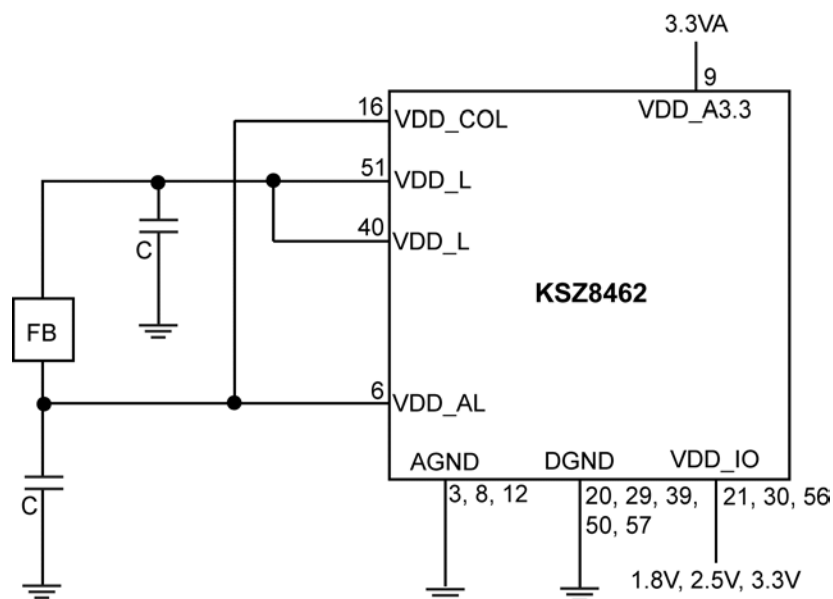 3.3VA
9
16
VDD_COL
VDD_A3.3
51
VDD_L
40
VDD_L
C
KSZ8462
FB
6
VDD_AL
AGND
DGND
VDD_IO
3, 8, 12
20, 29, 39,
50, 57
21, 30, 56
C
1.8V, 2.5V, 3.3V